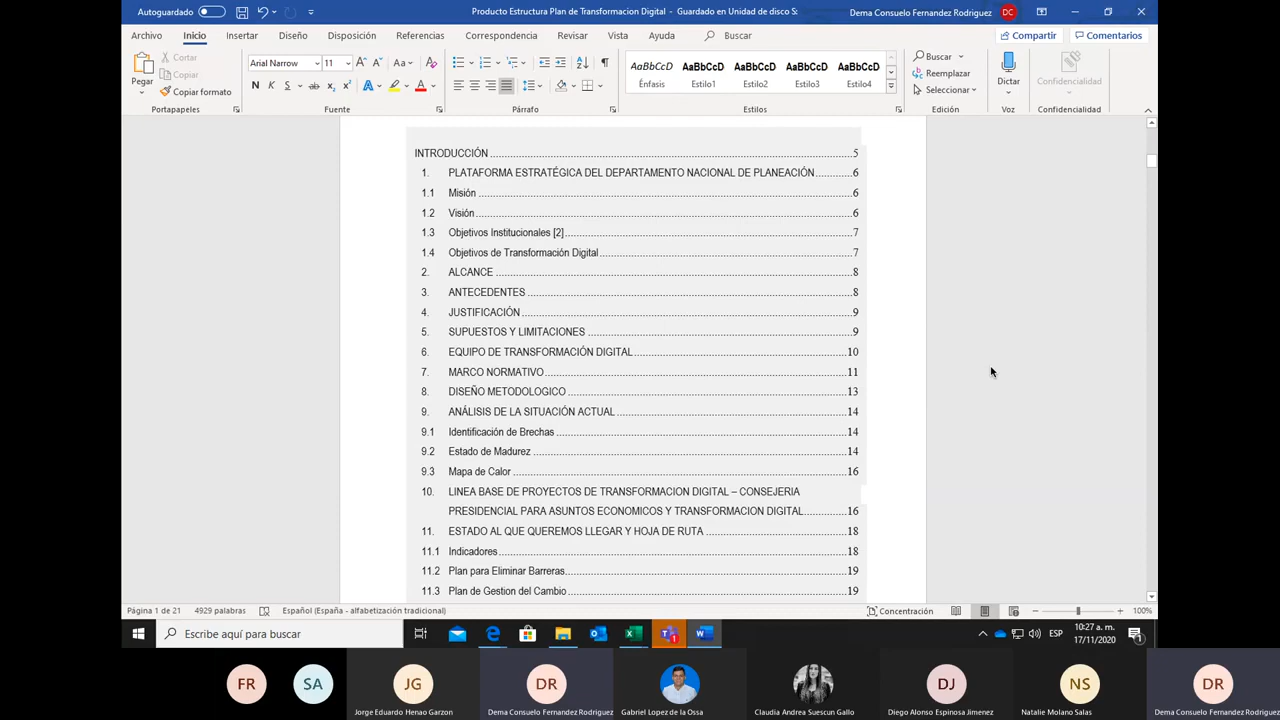 Autoguardado
Producto Estructura Plan de Transformacion Digital - Guardado en Unidad de disco S:
Dema Consuelo Fernandez Rodriguez
DC
Archivo
Inicio
Insertar
Diseño
Disposición
Referencias
Correspondencia
Revisar
Vista
Ayuda
Buscar
Compartir
Comentarios
Pegar
Cortar
Copiar
Copiar formato
Portapapeles
Arial Narrow
11
N K S
Fuente
Párrafo
AaBbCcD AaBbCcD AaBbCcD AaBbCcD AaBbCcD
Énfasis Estilo1 Estilo2 Estilo3 Estilo4
Estilos
Buscar
Reemplazar
Seleccionar
Edición
Dictar
Voz
Confidencialidad
Confidencialidad
INTRODUCCIÓN 5
1. PLATAFORMA ESTRATÉGICA DEL DEPARTAMENTO NACIONAL DE PLANEACIÓN 6
1.1 Misión 6
1.2 Visión 6
1.3 Objetivos Institucionales [2] 7
1.4 Objetivos de Transformación Digital 7
2. ALCANCE 8
3. ANTECEDENTES 8
4. JUSTIFICACIÓN 9
5. SUPUESTOS Y LIMITACIONES 9
6. EQUIPO DE TRANSFORMACIÓN DIGITAL 10
7. MARCO NORMATIVO 11
8. DISEÑO METODOLOGICO 13
9. ANÁLISIS DE LA SITUACIÓN ACTUAL 14
9.1 Identificación de Brechas 14
9.2 Estado de Madurez 14
9.3 Mapa de Calor 16
10. LINEA BASE DE PROYECTOS DE TRANSFORMACION DIGITAL – CONSEJERIA
PRESIDENCIAL PARA ASUNTOS ECONOMICOS Y TRANSFORMACION DIGITAL 16
11. ESTADO AL QUE QUEREMOS LLEGAR Y HOJA DE RUTA 18
11.1 Indicadores 18
11.2 Plan para Eliminar Barreras 19
11.3 Plan de Gestion del Cambio 19
Página 1 de 21
4929 palabras
Español (España - alfabetización tradicional)
Concentración
100%
Escribe aquí para buscar
ESP
10:27 a. m.
17/11/2020
FR
SA
JG
Jorge Eduardo Henao Garzon
DR
Dema Consuelo Fernandez Rodriguez
Gabriel Lopez de la Ossa
Claudia Andrea Suescun Gallo
DJ
Diego Alonso Espinosa Jimenez
NS
Natalie Molano Salas
DR
Dema Consuelo Fernandez Rodriguez